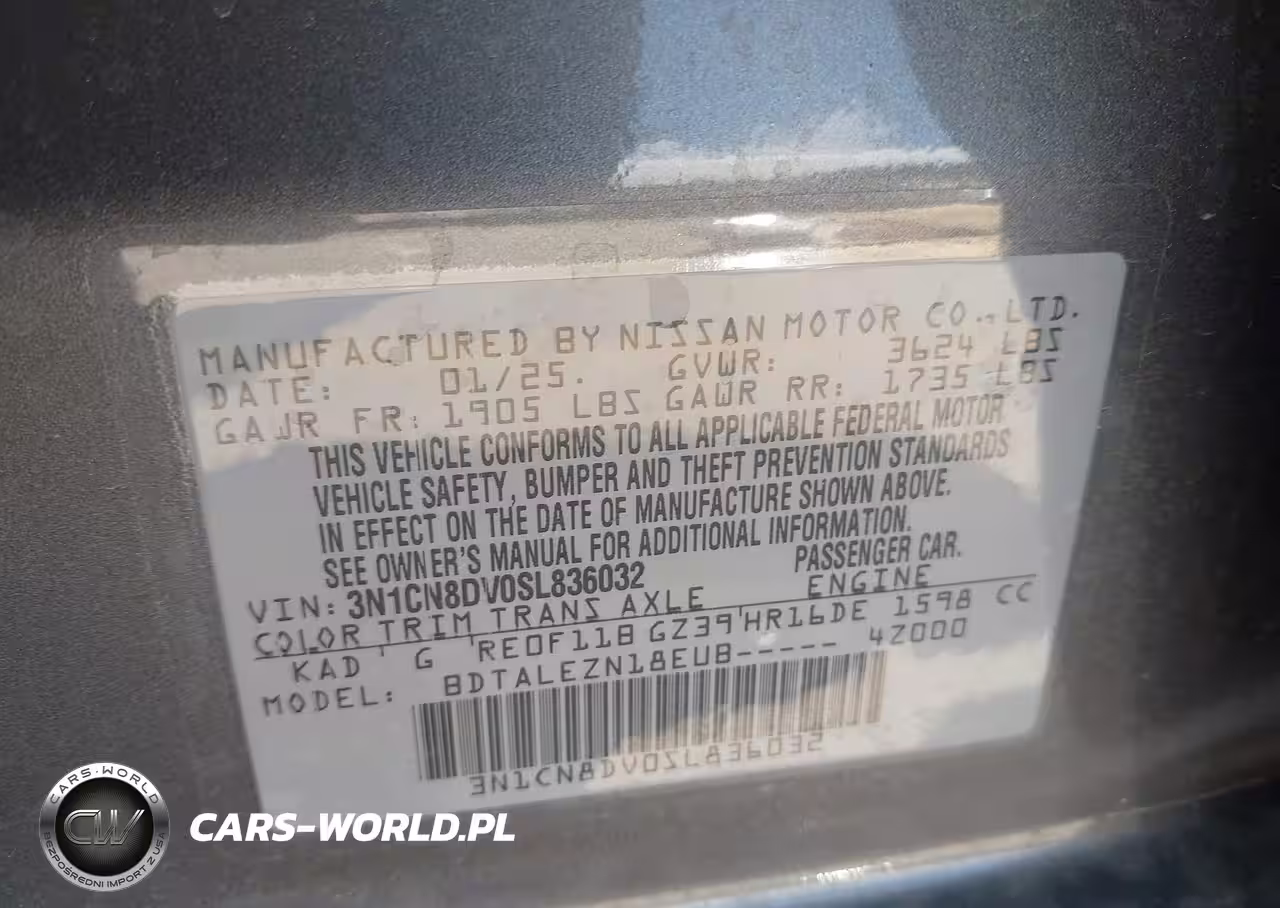 MANUFACTURED BY NISSAN MOTOR CO., LTD.
DATE: 01/25. GVWR: 3624 LBS
GAWR FR: 1905 LBS GAWR RR: 1735 LBS
THIS VEHICLE CONFORMS TO ALL APPLICABLE FEDERAL MOTOR
VEHICLE SAFETY, BUMPER AND THEFT PREVENTION STANDARDS
IN EFFECT ON THE DATE OF MANUFACTURE SHOWN ABOVE.
SEE OWNER'S MANUAL FOR ADDITIONAL INFORMATION.
VIN: 3N1CN8DV0SL836032 PASSENGER CAR.
COLOR TRIM TRANS AXLE ENGINE
KAD G RE0F11B GZ39 HR16DE 1598 CC
MODEL: BDTALEZN18EUB----- 4Z000
3N1CN8DV0SL836032
CARS-WORLD
CW
BEZPOŚREDNI IMPORT Z USA
CARS-WORLD.PL